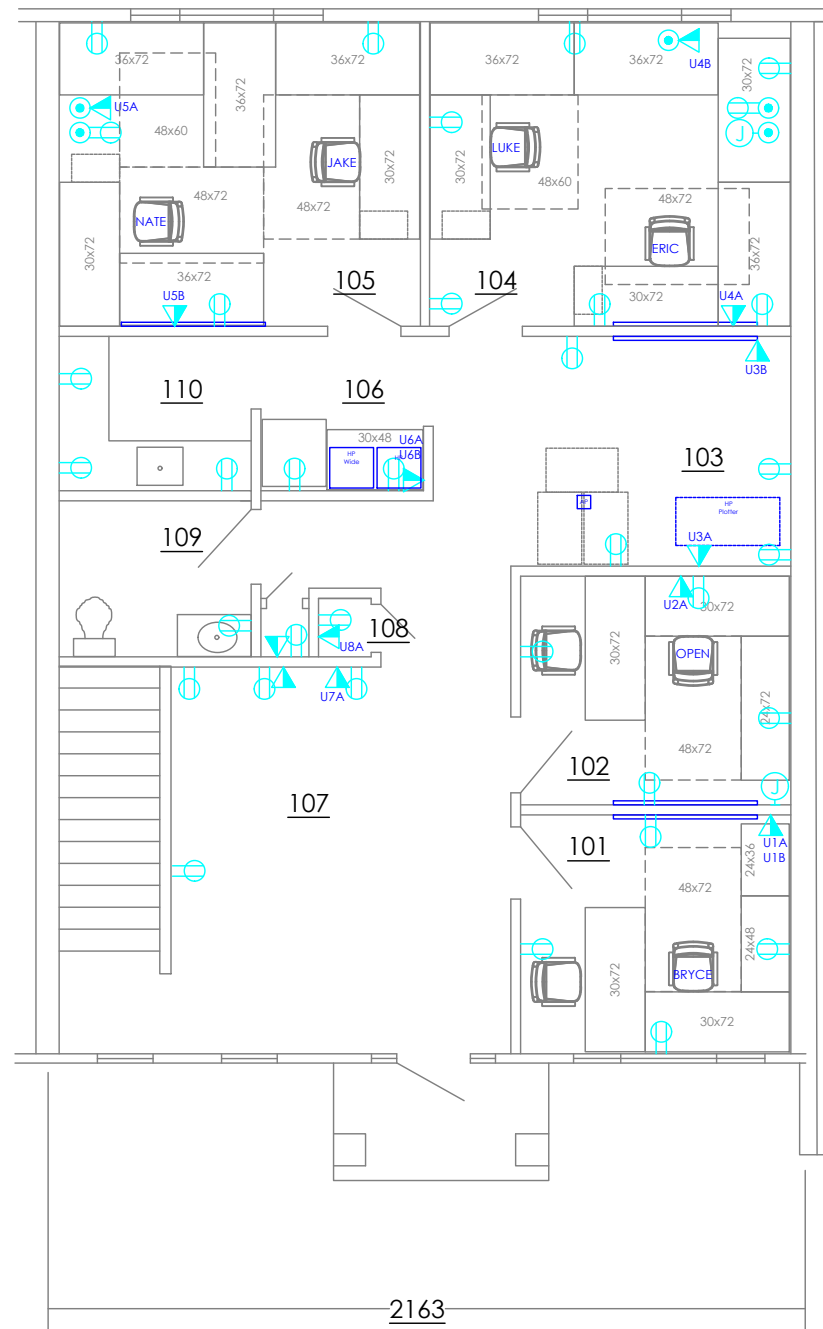 36x72
36x72
36x72
36x72
36x72
U4B
30x72
U5A
48x60
J
JAKE
LUKE
30x72
30x72
48x60
48x72
48x72
48x72
NATE
ERIC
30x72
36x72
36x72
30x72
U5B
105
104
U4A
U3B
110
106
30x48
U6A
U6B
HP
Wide
HP
103
HP
Plotter
109
U3A
U2A
30x72
108
U8A
30x72
OPEN
U7A
24x72
48x72
102
J
107
101
U1A
U1B
24x36
48x72
24x48
BRYCE
30x72
30x72
2163